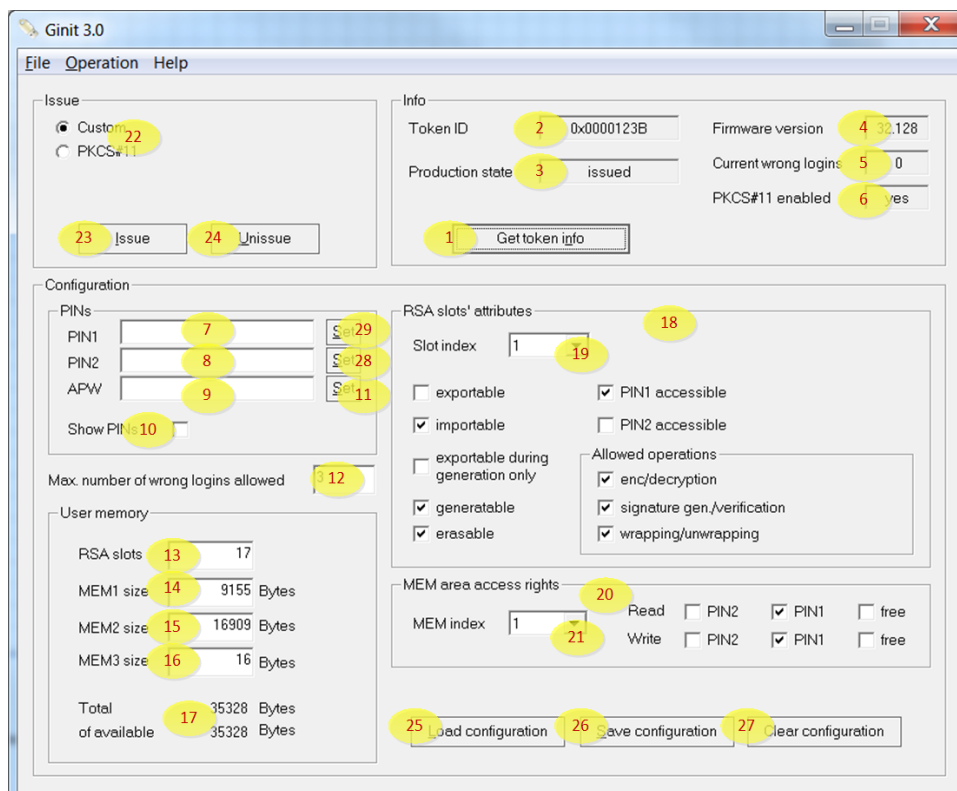 Ginit 3.0
File Operation Help
Issue
Custom 22
PKCS#11
23 Issue 24 Unissue
Info
Token ID 2 0x0000123B
Production state 3 issued
Firmware version 4 32.128
Current wrong logins 5 0
PKCS#11 enabled 6 yes
1 Get token info
Configuration
PINs
PIN1 7 Set 29
PIN2 8 Set 28
APW 9 Set 11
Show PINs 10
Max. number of wrong logins allowed 3 12
User memory
RSA slots 13 17
MEM1 size 14 9155 Bytes
MEM2 size 15 16909 Bytes
MEM3 size 16 16 Bytes
Total 35328 Bytes
17
of available 35328 Bytes
RSA slots' attributes 18
Slot index 1 19
exportable
importable
exportable during
generation only
generatable
erasable
PIN1 accessible
PIN2 accessible
Allowed operations
enc/decryption
signature gen./verification
wrapping/unwrapping
MEM area access rights 20
MEM index 1 21
Read PIN2 PIN1 free
Write PIN2 PIN1 free
25 Load configuration 26 Save configuration 27 Clear configuration